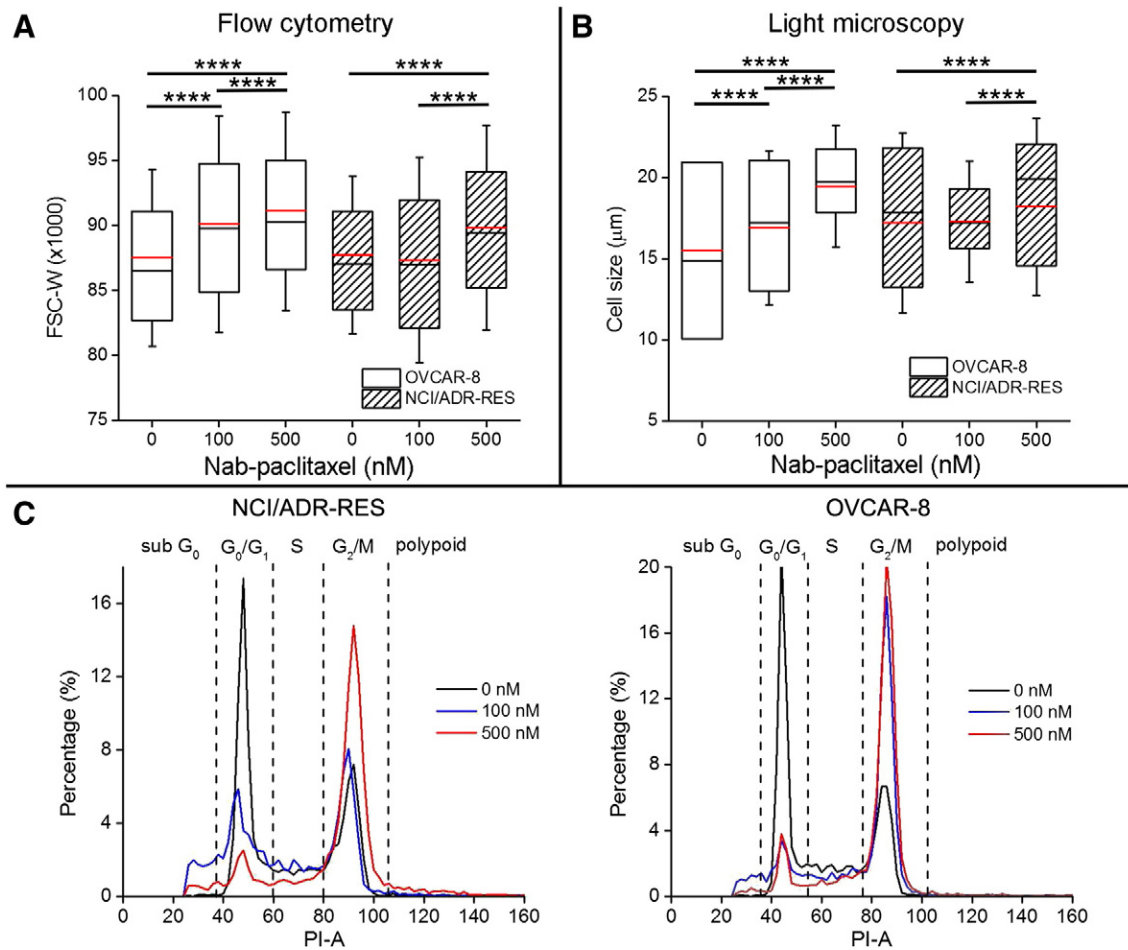 A Flow cytometry
**** ****
**** **** ****
FSC-W (x1000)
100
95
90
85
80
75
OVCAR-8
NCI/ADR-RES
0 100 500 0 100 500
Nab-paclitaxel (nM)
B Light microscopy
**** ****
**** **** ****
Cell size (μm)
25
20
15
10
5
OVCAR-8
NCI/ADR-RES
0 100 500 0 100 500
Nab-paclitaxel (nM)
C NCI/ADR-RES
sub G₀ G₀/G₁ S G₂/M polypoid
Percentage (%)
16
12
8
4
0
0 nM
100 nM
500 nM
0 20 40 60 80 100 120 140 160
PI-A
OVCAR-8
sub G₀ G₀/G₁ S G₂/M polypoid
Percentage (%)
20
16
12
8
4
0
0 nM
100 nM
500 nM
0 20 40 60 80 100 120 140 160
PI-A